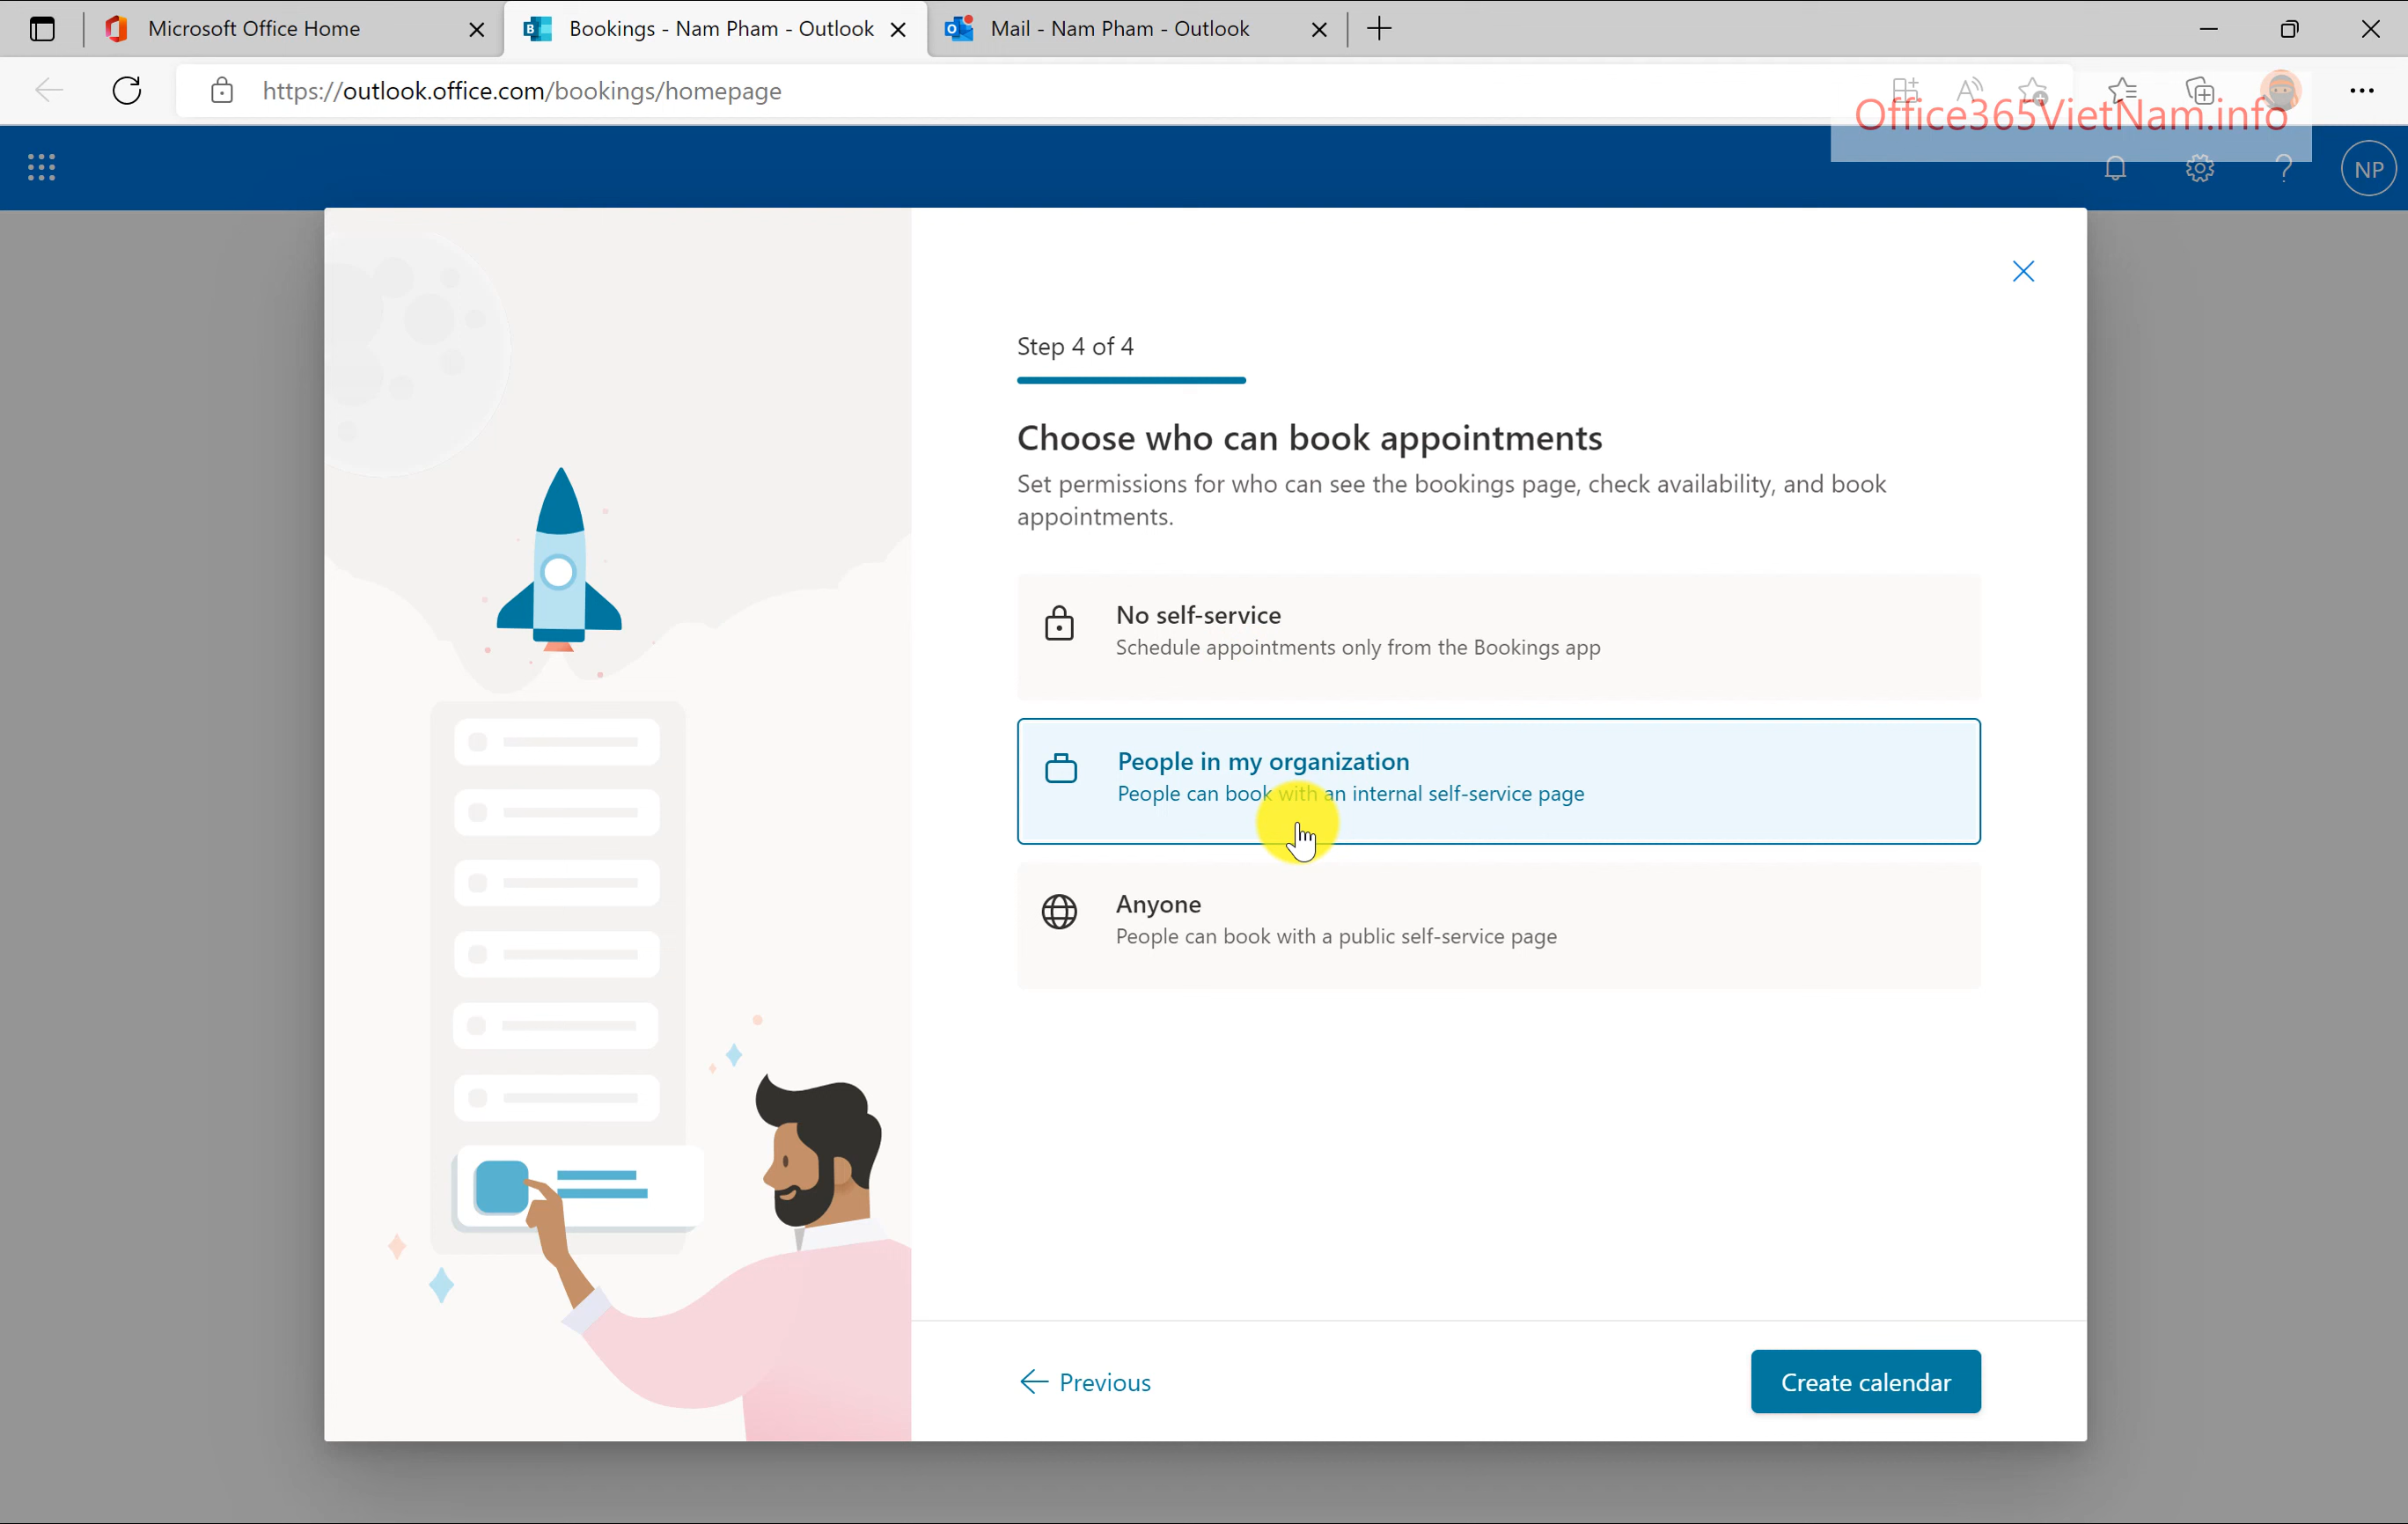 Microsoft Office Home
Bookings - Nam Pham - Outlook
Mail - Nam Pham - Outlook
https://outlook.office.com/bookings/homepage
Office365VietNam.info
NP
Step 4 of 4
Choose who can book appointments
Set permissions for who can see the bookings page, check availability, and book
appointments.
No self-service
Schedule appointments only from the Bookings app
People in my organization
People can book with an internal self-service page
Anyone
People can book with a public self-service page
Previous
Create calendar